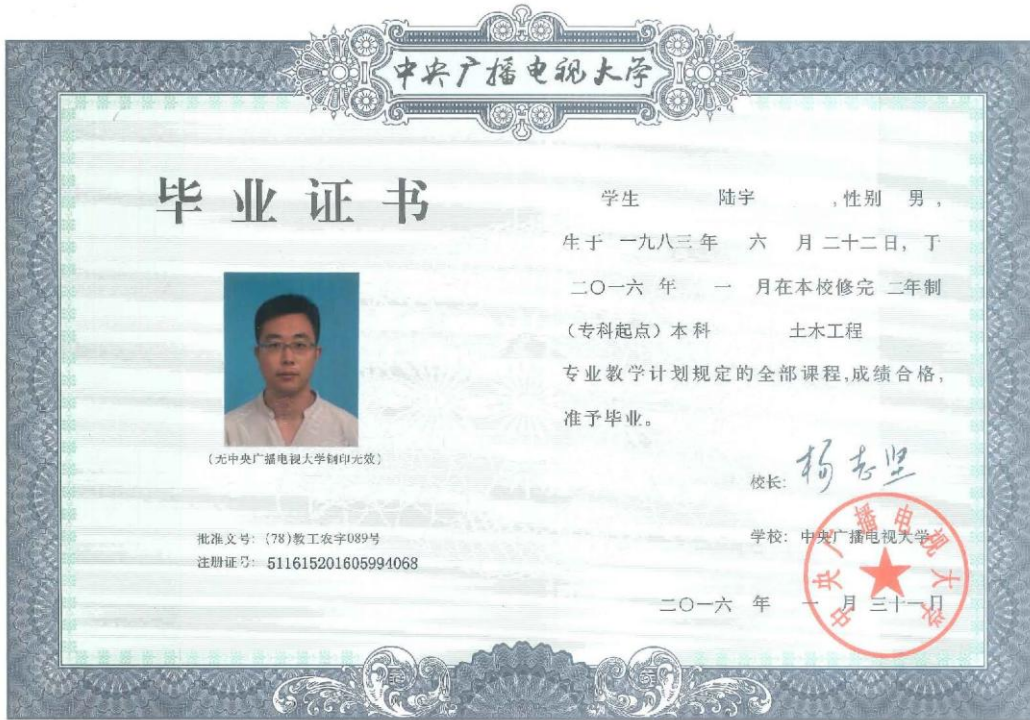 中央广播电视大学
毕业证书
学生 陆宇 ,性别 男,
生于 一九八三年 六 月二十二日, 于
二〇一六 年 一 月在本校修完 二年制
(专科起点)本科 土木工程
专业教学计划规定的全部课程,成绩合格,
准予毕业。
(无中央广播电视大学钢印无效)
校长: 杨志坚
批准文号: (78)教工农字089号
注册证号: 511615201605994068
学校: 中央广播电视大学
二〇一六 年 一 月 三十一日
中央广播电视大学